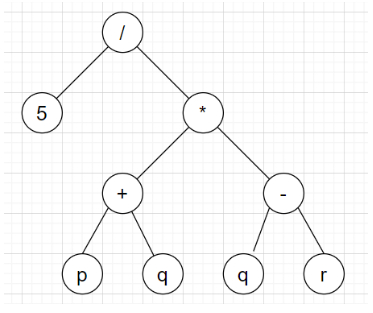 /
5 *
+ -
p q q r